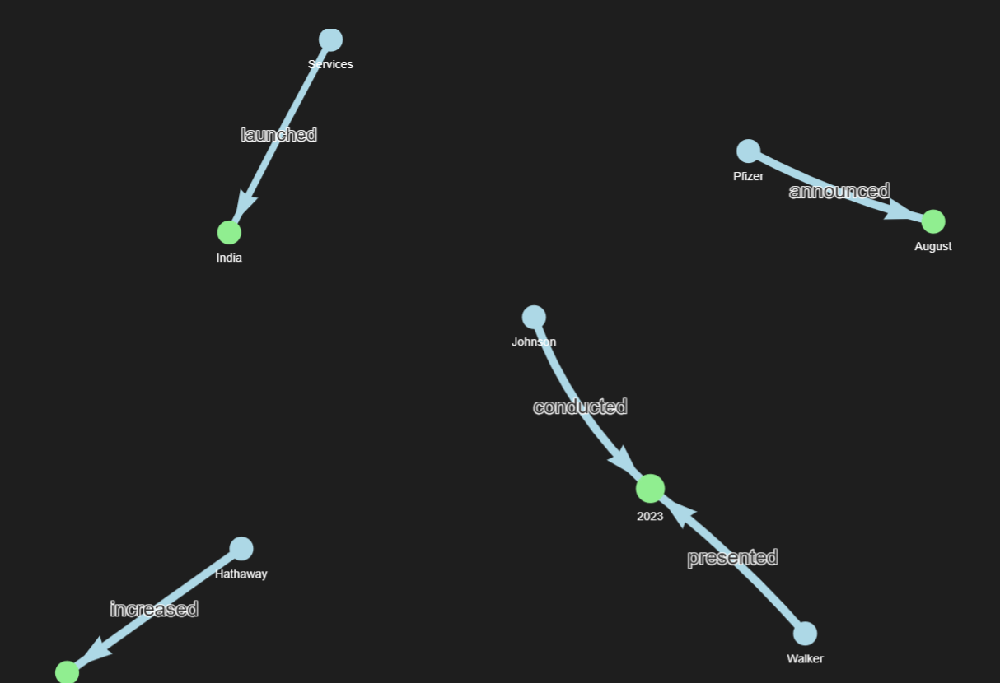 Services
launched
India
Pfizer
announced
August
Johnson
conducted
2023
presented
Walker
Hathaway
increased